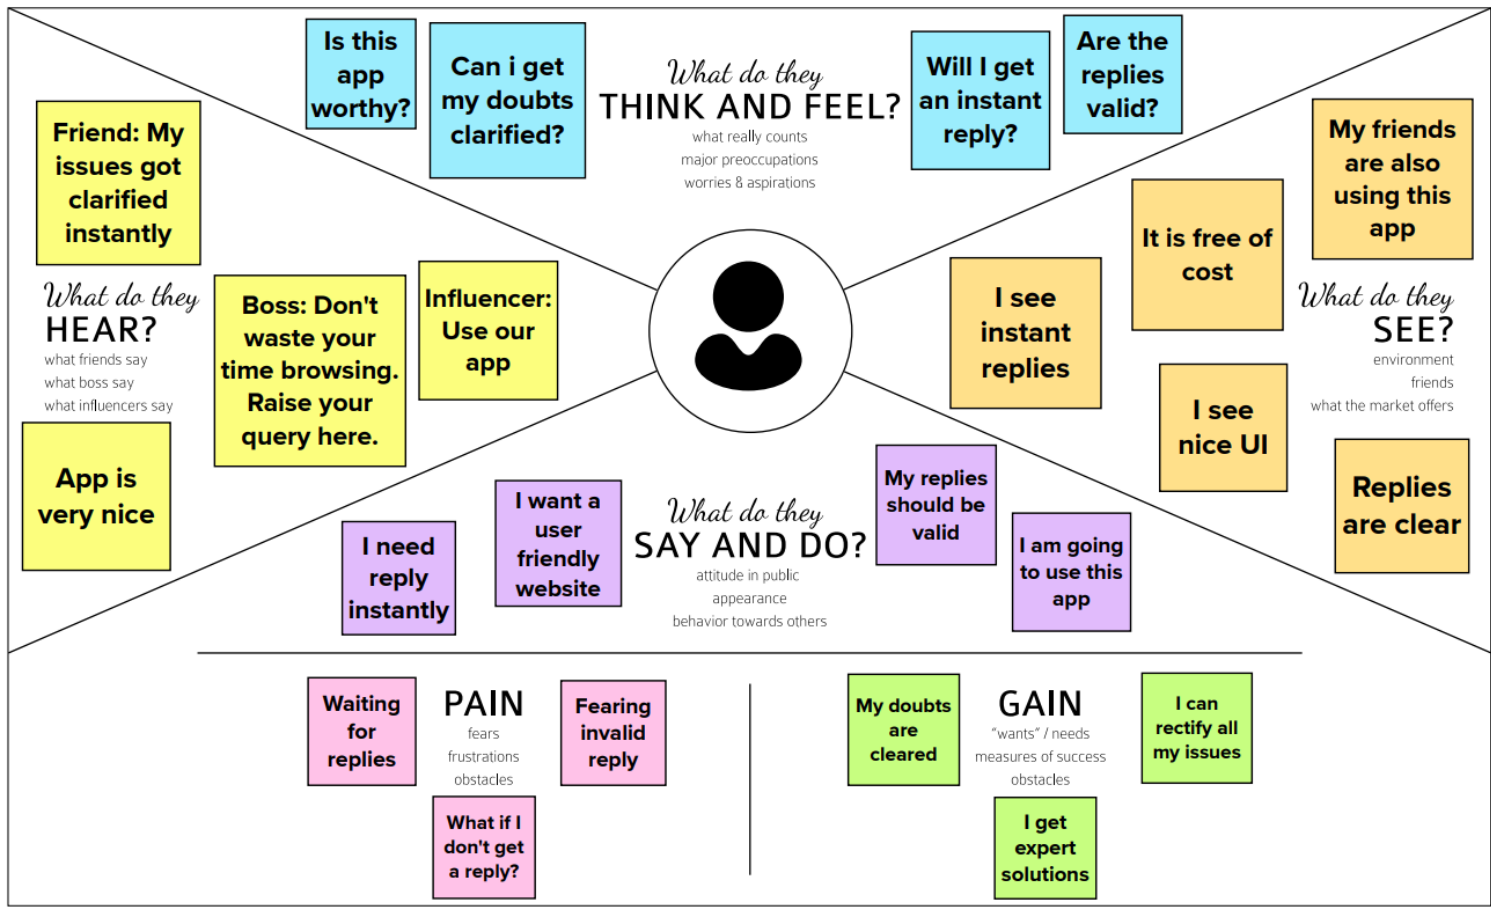 Is this
app
worthy?
Can i get
my doubts
clarified?
What do they
THINK AND FEEL?
what really counts
major preoccupations
worries & aspirations
Will I get
an instant
reply?
Are the
replies
valid?
Friend: My
issues got
clarified
instantly
What do they
HEAR?
what friends say
what boss say
what influencers say
Boss: Don't
waste your
time browsing.
Raise your
query here.
Influencer:
Use our
app
App is
very nice
My friends
are also
using this
app
It is free of
cost
I see
instant
replies
What do they
SEE?
environment
friends
what the market offers
I see
nice UI
Replies
are clear
I need
reply
instantly
I want a
user
friendly
website
What do they
SAY AND DO?
attitude in public
appearance
behavior towards others
My replies
should be
valid
I am going
to use this
app
Waiting
for
replies
PAIN
fears
frustrations
obstacles
Fearing
invalid
reply
What if I
don't get
a reply?
My doubts
are
cleared
GAIN
"wants" / needs
measures of success
obstacles
I can
rectify all
my issues
I get
expert
solutions